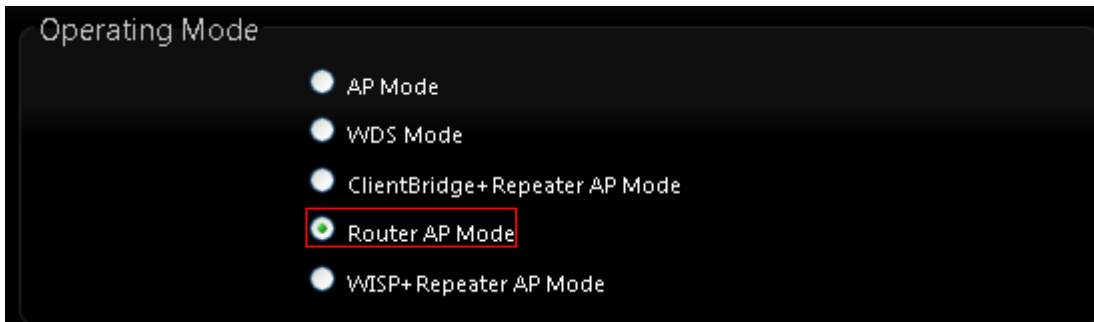 Operating Mode
AP Mode
WDS Mode
ClientBridge+Repeater AP Mode
Router AP Mode
WISP+Repeater AP Mode